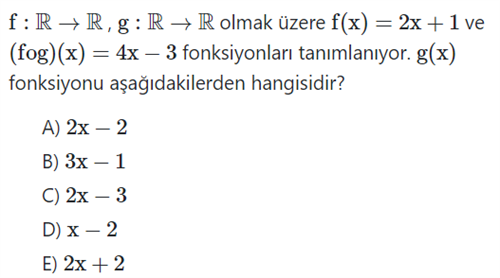 f : ℝ → ℝ , g : ℝ → ℝ olmak üzere f(x) = 2x + 1 ve
(fog)(x) = 4x − 3 fonksiyonları tanımlanıyor. g(x)
fonksiyonu aşağıdakilerden hangisidir?
A) 2x − 2
B) 3x − 1
C) 2x − 3
D) x − 2
E) 2x + 2